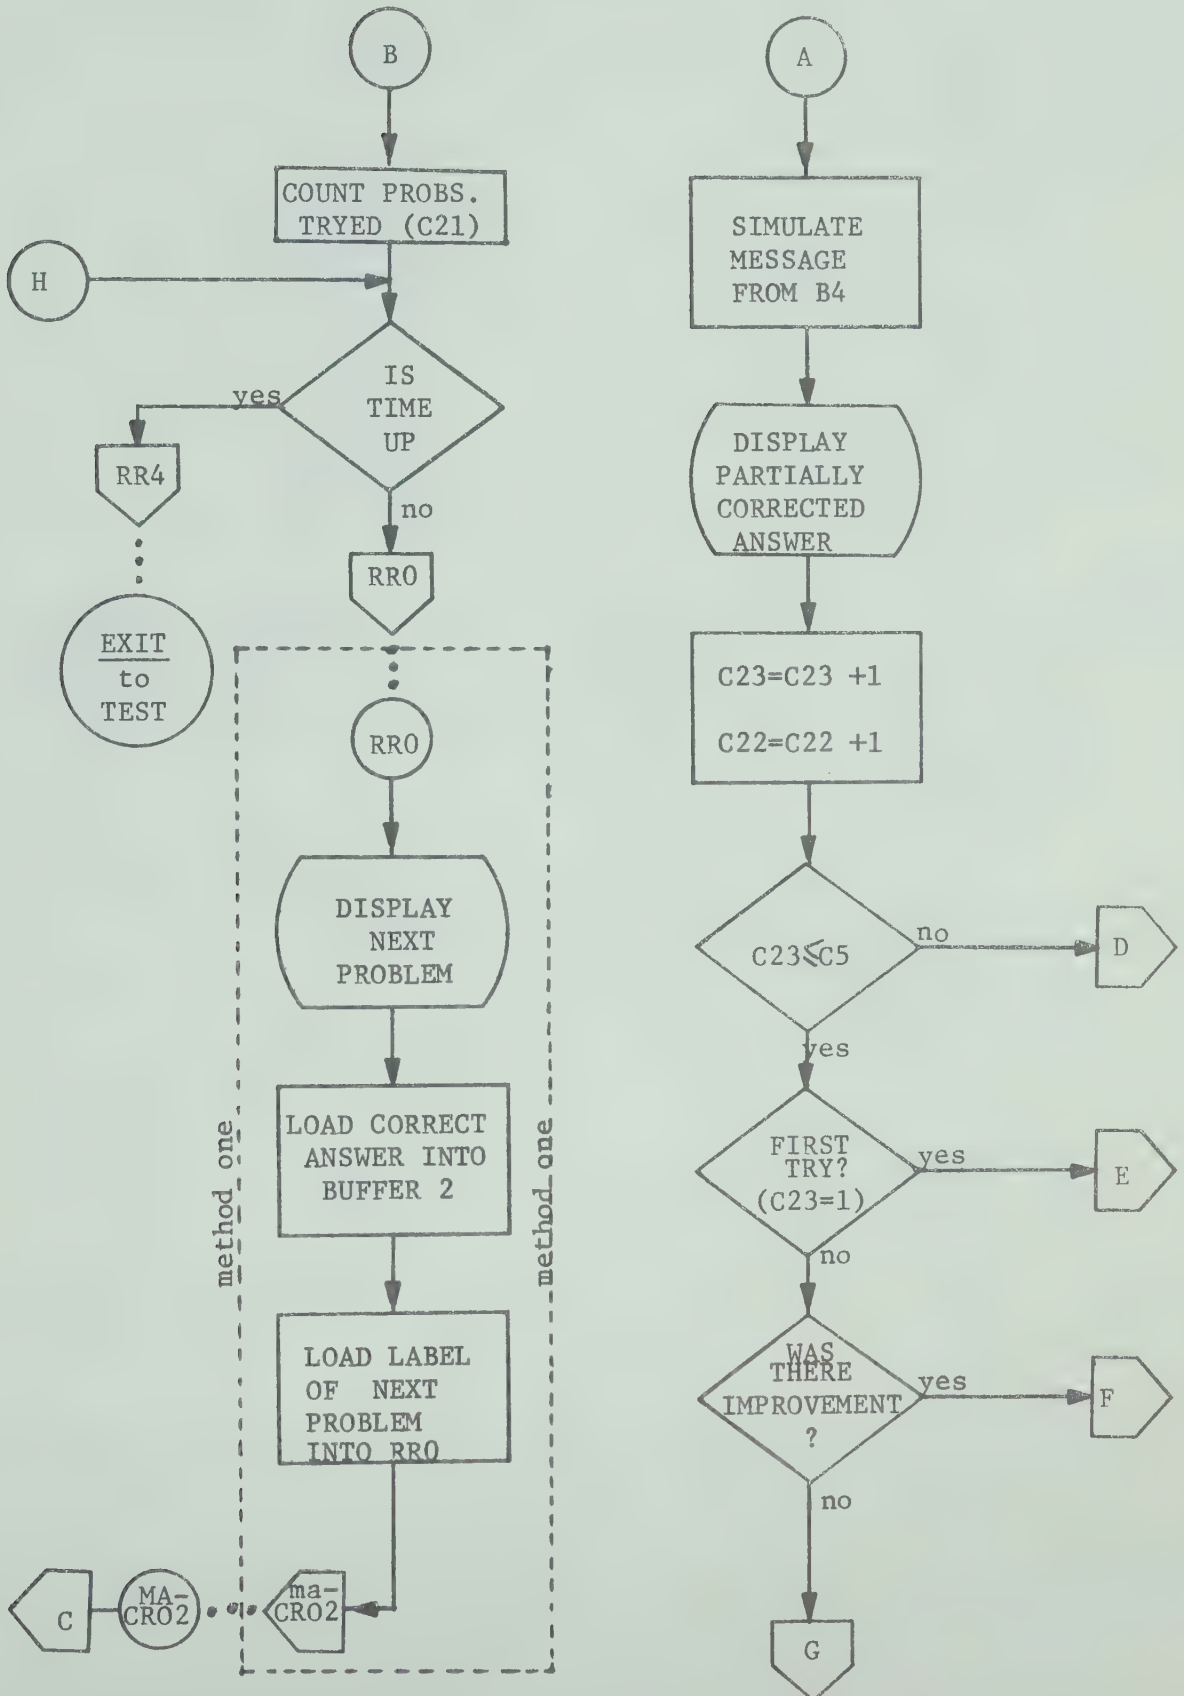 B
COUNT PROBS.
TRYED (C21)
H
IS
TIME
UP
yes
no
RR4
RR0
EXIT
to
TEST
RR0
DISPLAY
NEXT
PROBLEM
method one
method one
LOAD CORRECT
ANSWER INTO
BUFFER 2
LOAD LABEL
OF NEXT
PROBLEM
INTO RR0
ma-
CRO2
MA-
CRO2
C
A
SIMULATE
MESSAGE
FROM B4
DISPLAY
PARTIALLY
CORRECTED
ANSWER
C23=C23 +1
C22=C22 +1
C23≤C5
no
D
yes
FIRST
TRY?
(C23=1)
yes
E
no
WAS
THERE
IMPROVEMENT
?
yes
F
no
G